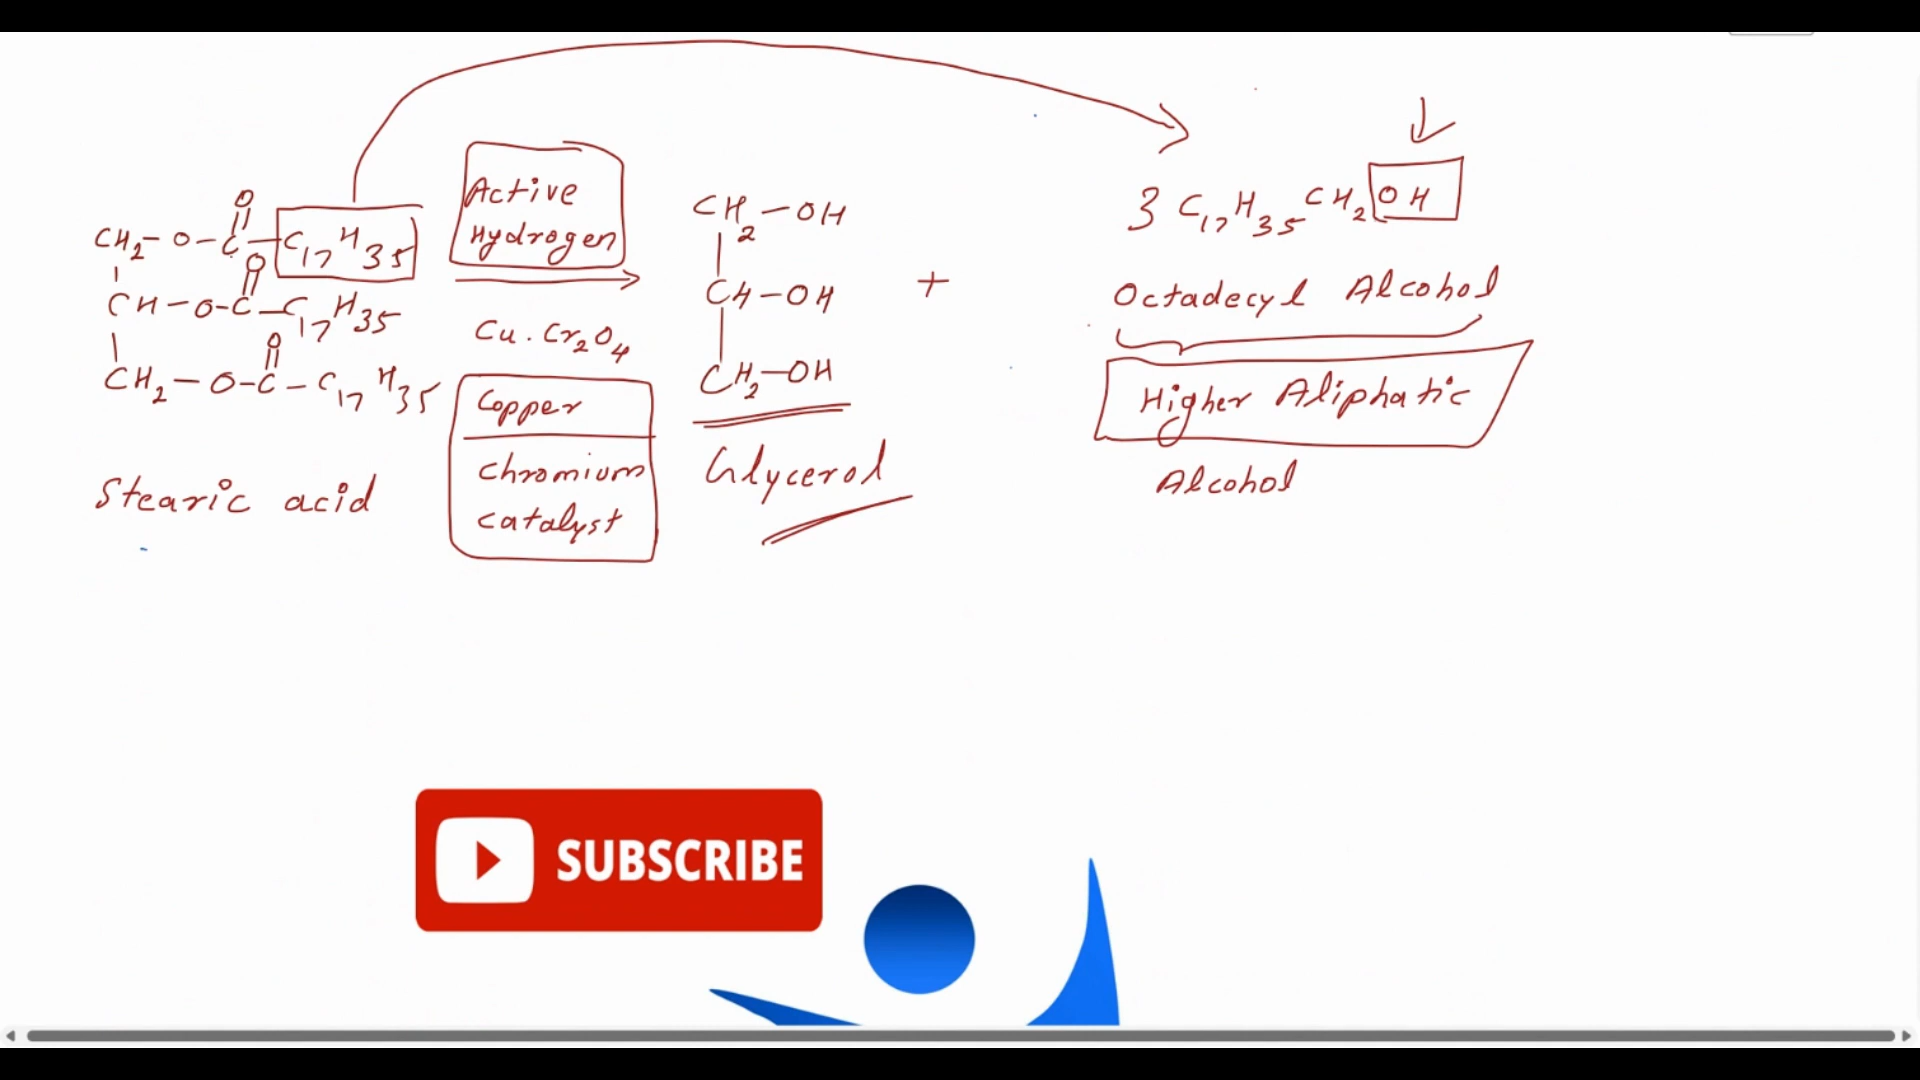 CH2-O-C-C17H35
O
CH-O-C-C17H35
O
CH2-O-C-C17H35
O
Stearic acid
Active
Hydrogen
Cu.Cr2O4
Copper
chromium
catalyst
CH2-OH
CH-OH
CH2-OH
Glycerol
+
3 C17H35CH2OH
Octadecyl Alcohol
Higher Aliphatic
Alcohol
SUBSCRIBE